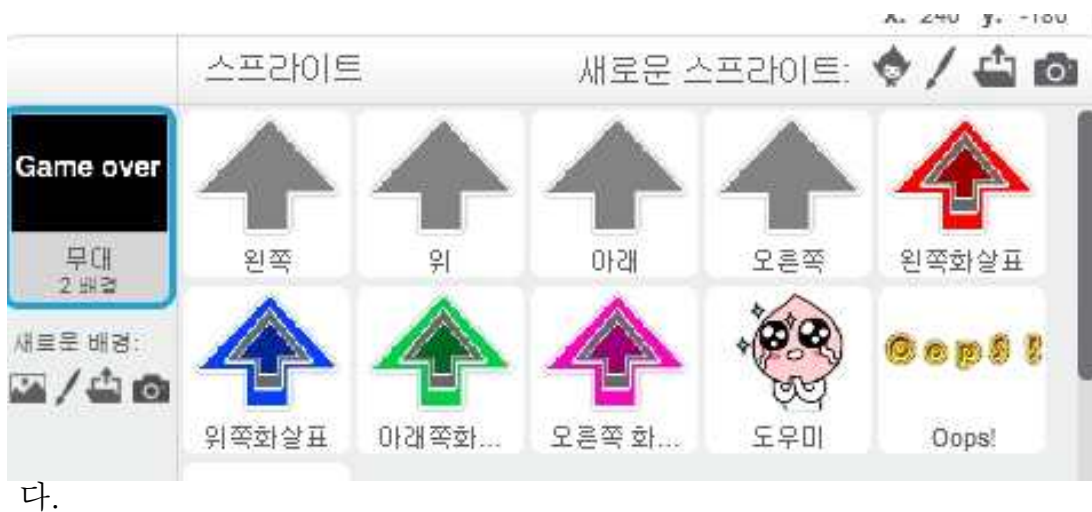 x: 240 y: -180
스프라이트 새로운 스프라이트:
Game over
무대
2 배경
새로운 배경:
왼쪽 위 아래 오른쪽 왼쪽화살표
위쪽화살표 아래쪽화... 오른쪽 화... 도우미 Oops!
Oops!
다.